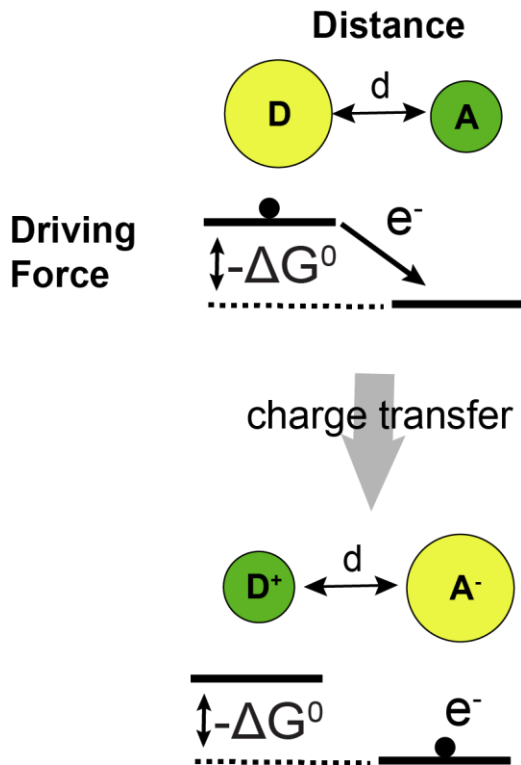 Distance
d
D
A
Driving
Force
e⁻
-ΔG⁰
charge transfer
d
D⁺
A⁻
-ΔG⁰
e⁻